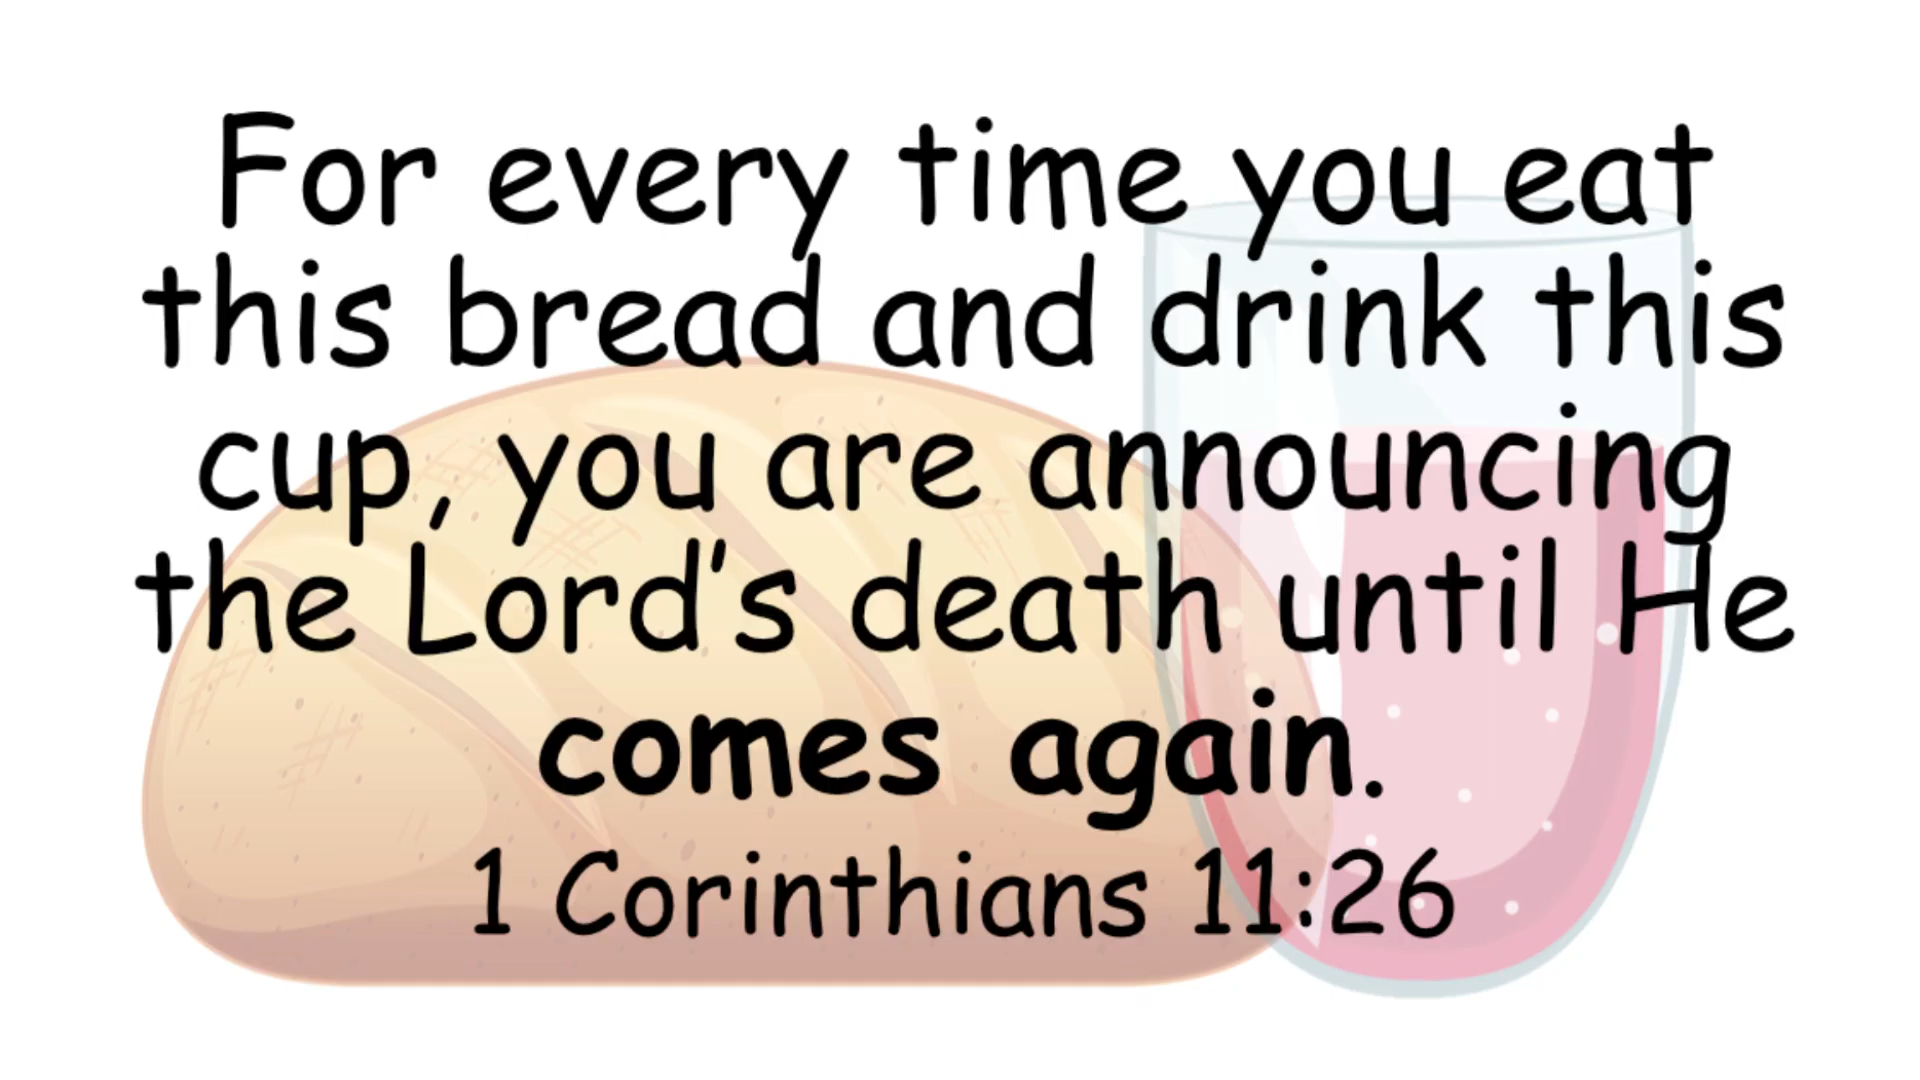 For every time you eat
this bread and drink this
cup, you are announcing
the Lord's death until He
comes again.
1 Corinthians 11:26